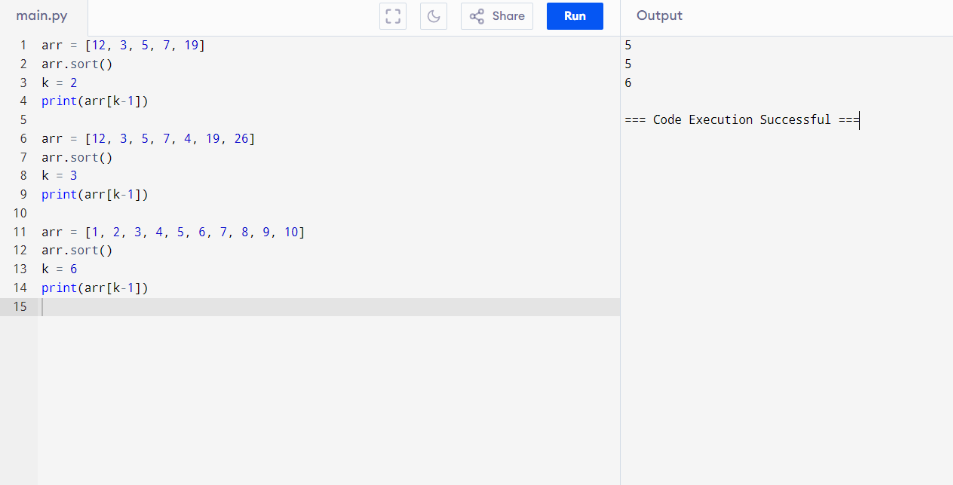 main.py
Share
Run
Output
1 arr = [12, 3, 5, 7, 19]
2 arr.sort()
3 k = 2
4 print(arr[k-1])
5
6 arr = [12, 3, 5, 7, 4, 19, 26]
7 arr.sort()
8 k = 3
9 print(arr[k-1])
10
11 arr = [1, 2, 3, 4, 5, 6, 7, 8, 9, 10]
12 arr.sort()
13 k = 6
14 print(arr[k-1])
15
5
5
6
=== Code Execution Successful ===